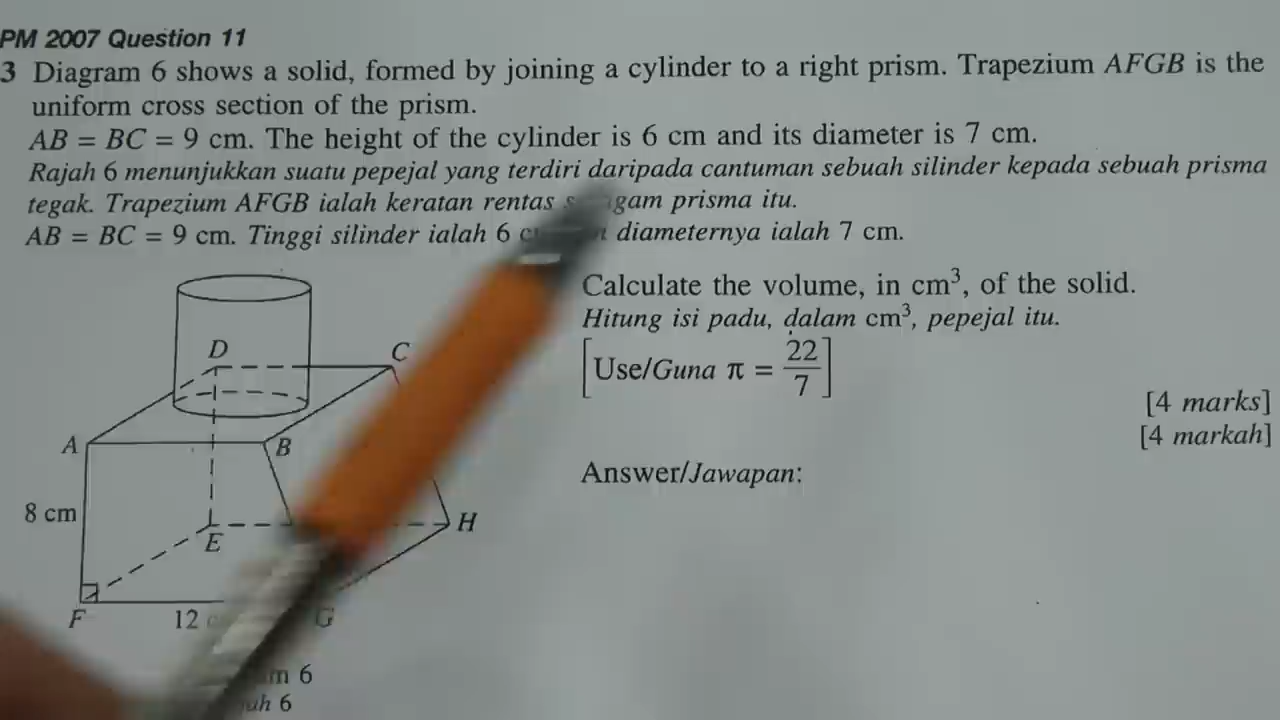 PM 2007 Question 11
3 Diagram 6 shows a solid, formed by joining a cylinder to a right prism. Trapezium AFGB is the
uniform cross section of the prism.
AB = BC = 9 cm. The height of the cylinder is 6 cm and its diameter is 7 cm.
Rajah 6 menunjukkan suatu pepejal yang terdiri daripada cantuman sebuah silinder kepada sebuah prisma
tegak. Trapezium AFGB ialah keratan rentas prisma itu.
AB = BC = 9 cm. Tinggi silinder ialah 6 diameternya ialah 7 cm.
Calculate the volume, in cm³, of the solid.
Hitung isi padu, dalam cm³, pepejal itu.
[Use/Guna π = 22/7]
[4 marks]
[4 markah]
Answer/Jawapan:
D
C
A
B
8 cm
E
H
F
12
G
6
6